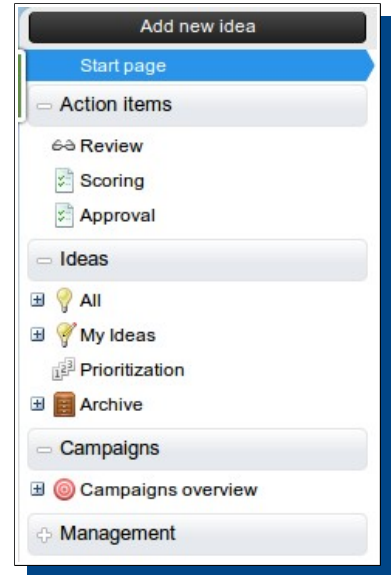 Add new idea
Start page
Action items
Review
Scoring
Approval
Ideas
All
My Ideas
Prioritization
Archive
Campaigns
Campaigns overview
Management